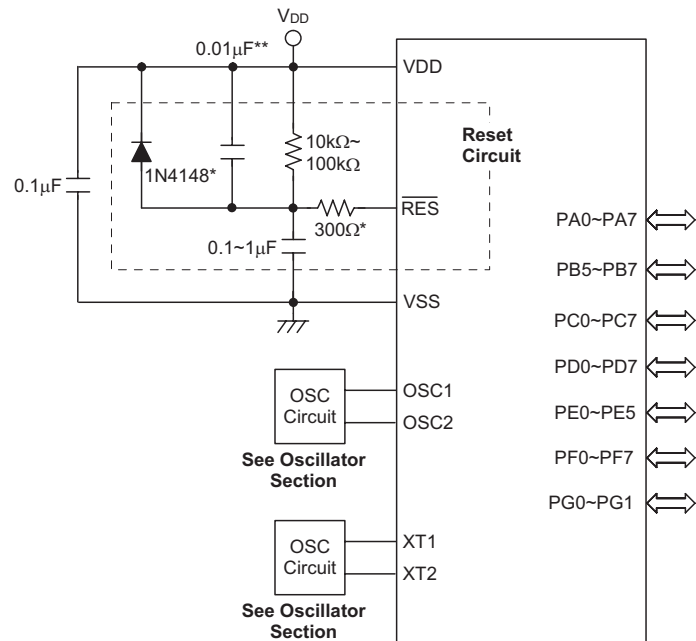 VDD
0.01μF**
VDD
10kΩ~
100kΩ
Reset
Circuit
1N4148*
0.1μF
RES
300Ω*
0.1~1μF
VSS
PA0~PA7
PB5~PB7
PC0~PC7
PD0~PD7
PE0~PE5
PF0~PF7
PG0~PG1
OSC
Circuit
OSC1
OSC2
See Oscillator
Section
OSC
Circuit
XT1
XT2
See Oscillator
Section